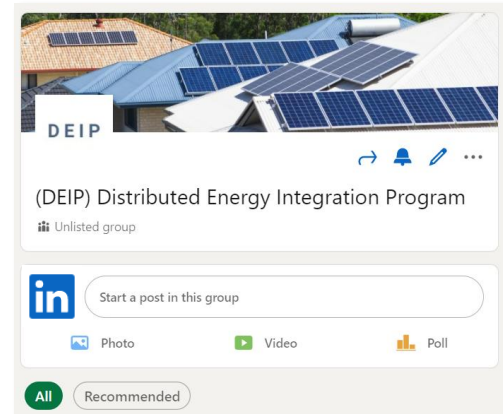 DEIP
(DEIP) Distributed Energy Integration Program
Unlisted group
in
Start a post in this group
Photo Video Poll
All Recommended